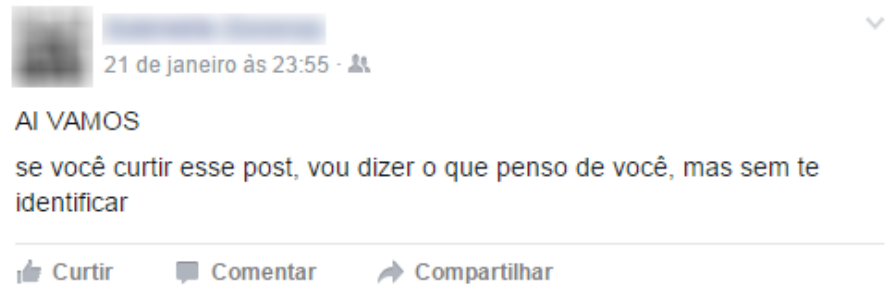 21 de janeiro às 23:55 ·
AI VAMOS
se você curtir esse post, vou dizer o que penso de você, mas sem te
identificar
Curtir Comentar Compartilhar